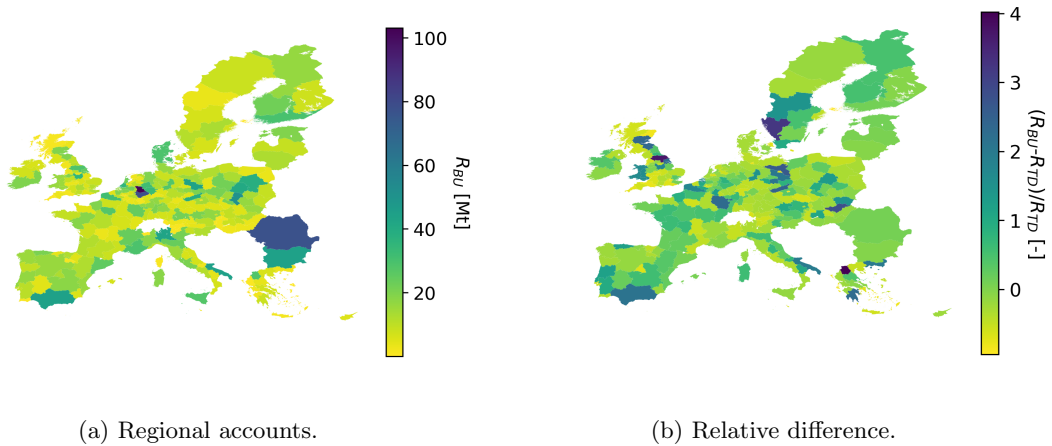 100
80
60
40
20
R_BU [Mt]
4
3
2
1
0
(R_BU-R_TD)/R_TD [-]
(a) Regional accounts.
(b) Relative difference.